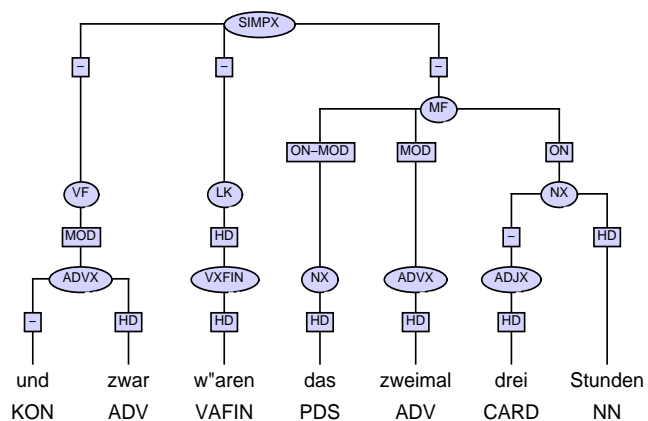 SIMPX
– – –
MF
ON–MOD MOD ON
VF LK NX
MOD HD – HD
ADVX VXFIN NX ADVX ADJX
– HD HD HD HD HD
und zwar w"aren das zweimal drei Stunden
KON ADV VAFIN PDS ADV CARD NN